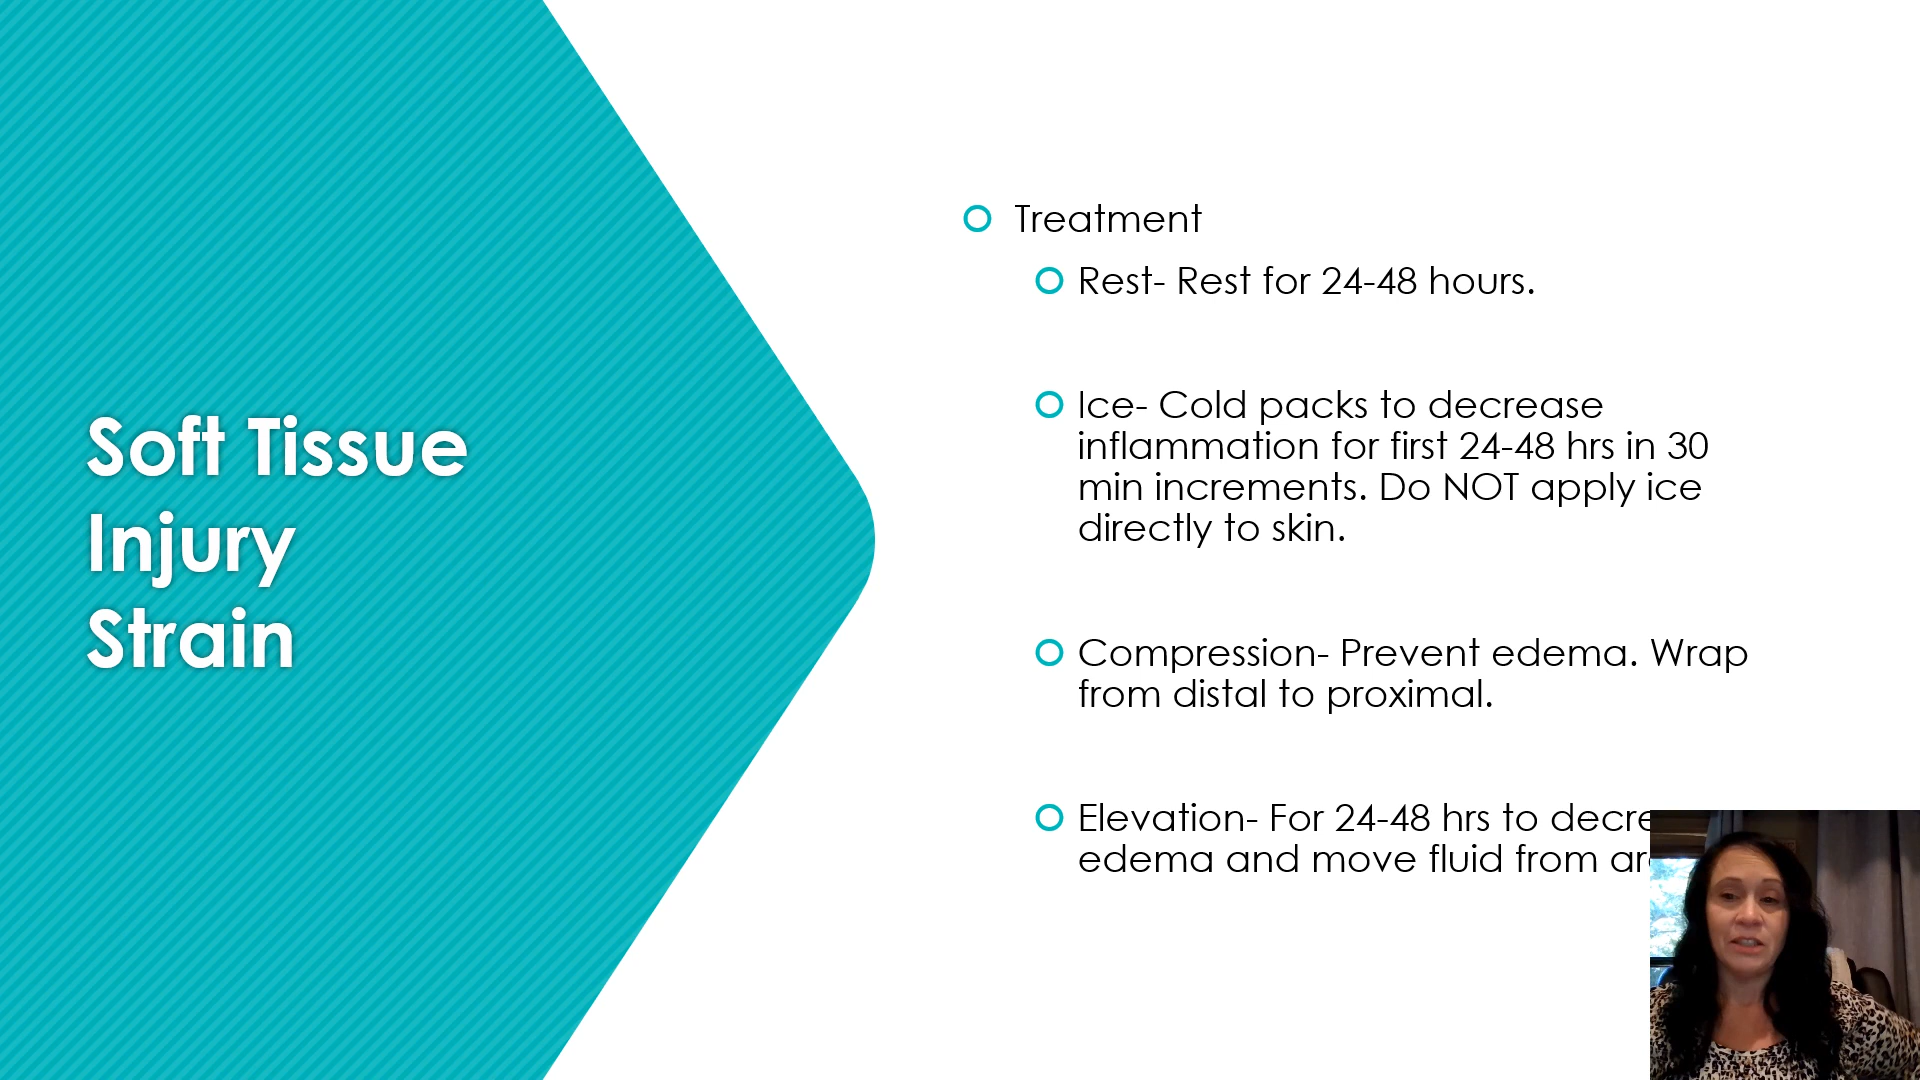 Soft Tissue
Injury
Strain
Treatment
Rest- Rest for 24-48 hours.
Ice- Cold packs to decrease
inflammation for first 24-48 hrs in 30
min increments. Do NOT apply ice
directly to skin.
Compression- Prevent edema. Wrap
from distal to proximal.
Elevation- For 24-48 hrs to
edema and move fluid from